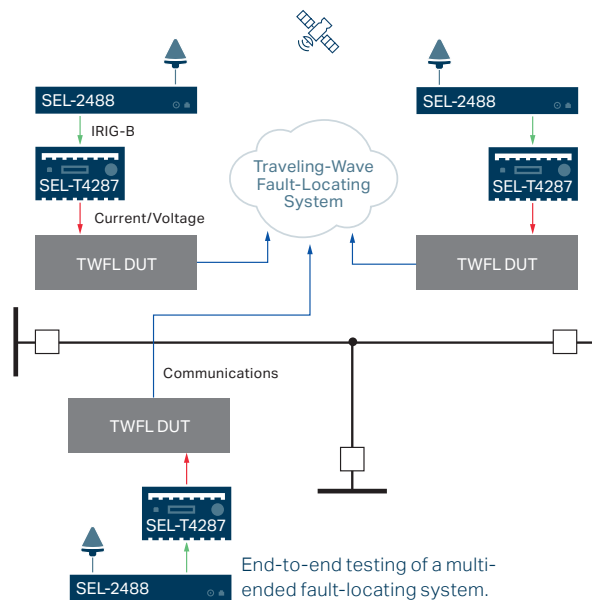 SEL-2488
SEL-2488
IRIG-B
SEL-T4287
Traveling-Wave
Fault-Locating
System
SEL-T4287
Current/Voltage
TWFL DUT
TWFL DUT
Communications
TWFL DUT
SEL-T4287
SEL-2488
End-to-end testing of a multi-
ended fault-locating system.